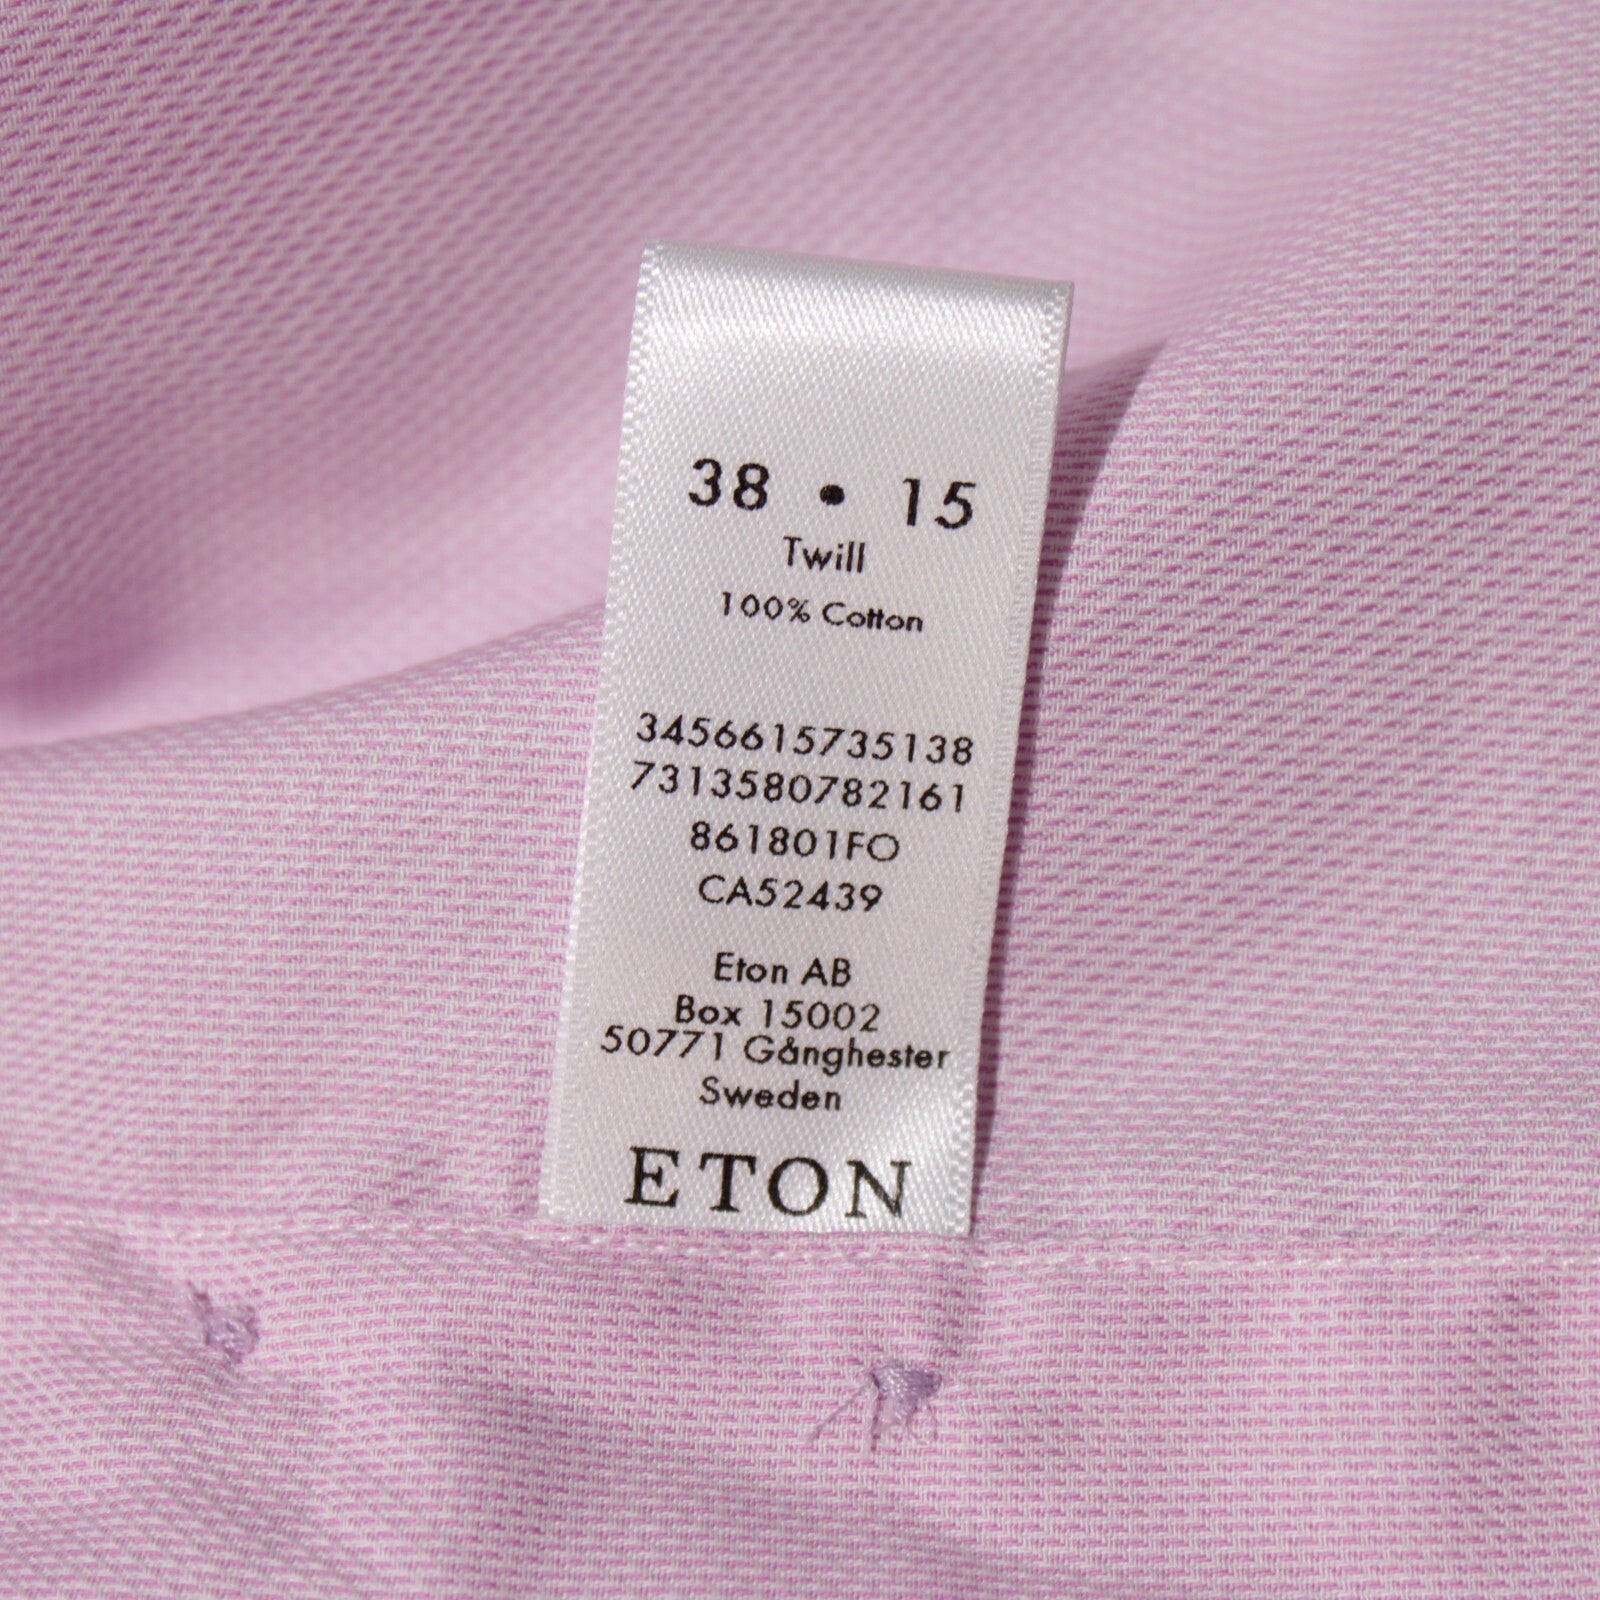 38 • 15
Twill
100% Cotton
3456615735138
7313580782161
861801FO
CA52439
Eton AB
Box 15002
50771 Gånghester
Sweden
ETON